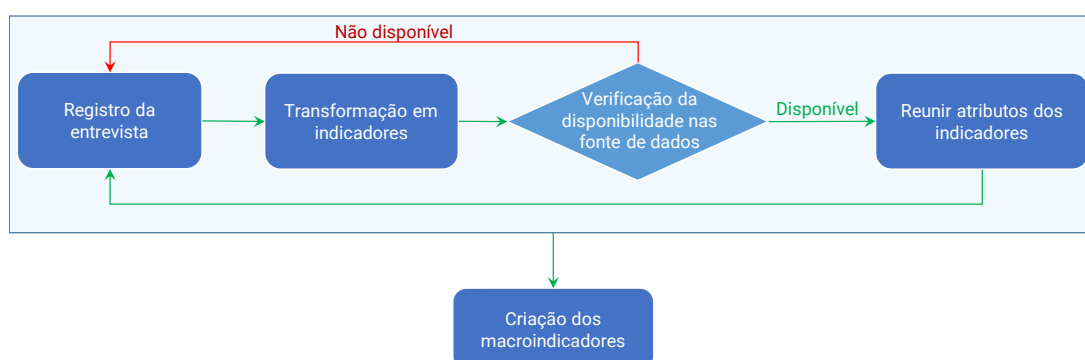 Não disponível
Registro da
entrevista
Transformação em
indicadores
Verificação da
disponibilidade nas
fonte de dados
Disponível
Reunir atributos dos
indicadores
Criação dos
macroindicadores